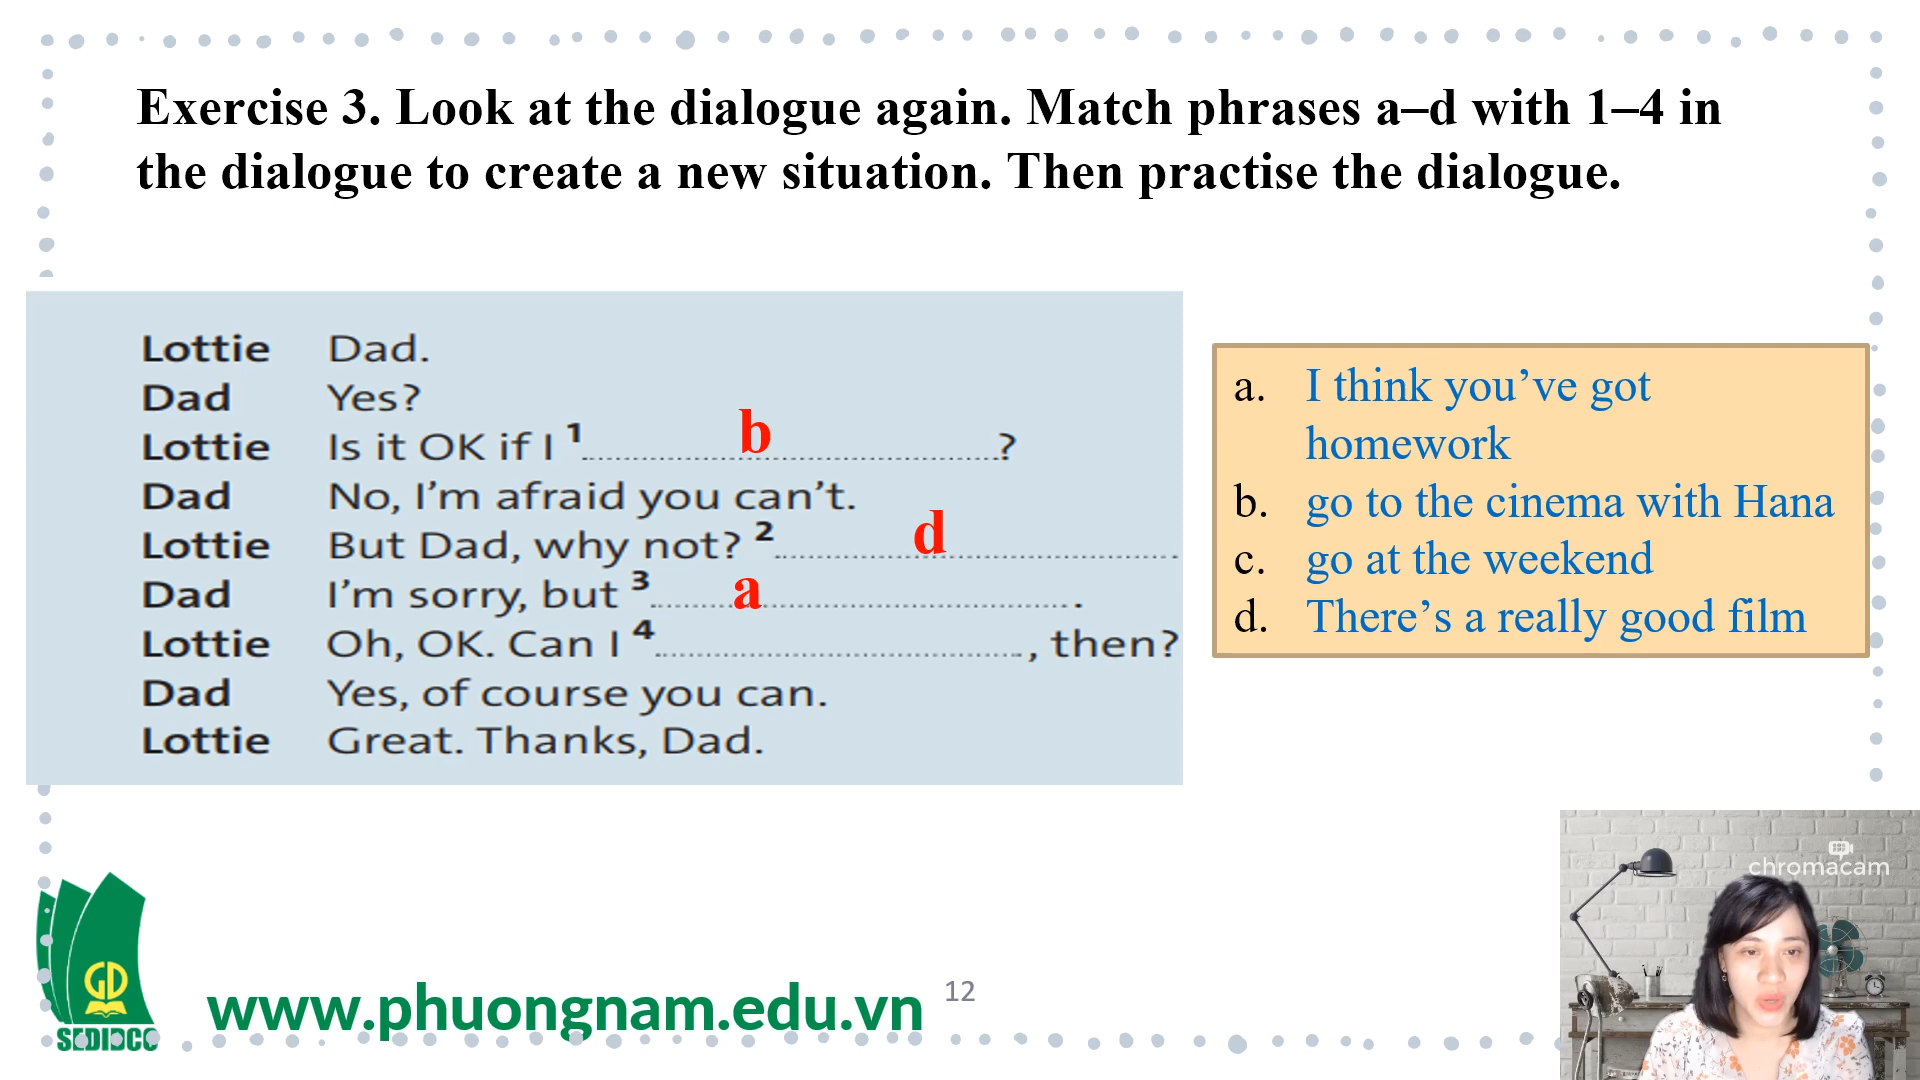 Exercise 3. Look at the dialogue again. Match phrases a–d with 1–4 in
the dialogue to create a new situation. Then practise the dialogue.
Lottie Dad.
Dad Yes?
Lottie Is it OK if I 1 b ?
Dad No, I'm afraid you can't.
Lottie But Dad, why not? 2 d
Dad I'm sorry, but 3 a .
Lottie Oh, OK. Can I 4 , then?
Dad Yes, of course you can.
Lottie Great. Thanks, Dad.
a. I think you've got
homework
b. go to the cinema with Hana
c. go at the weekend
d. There's a really good film
chromacam
GD
SEDIDCO
www.phuongnam.edu.vn
12